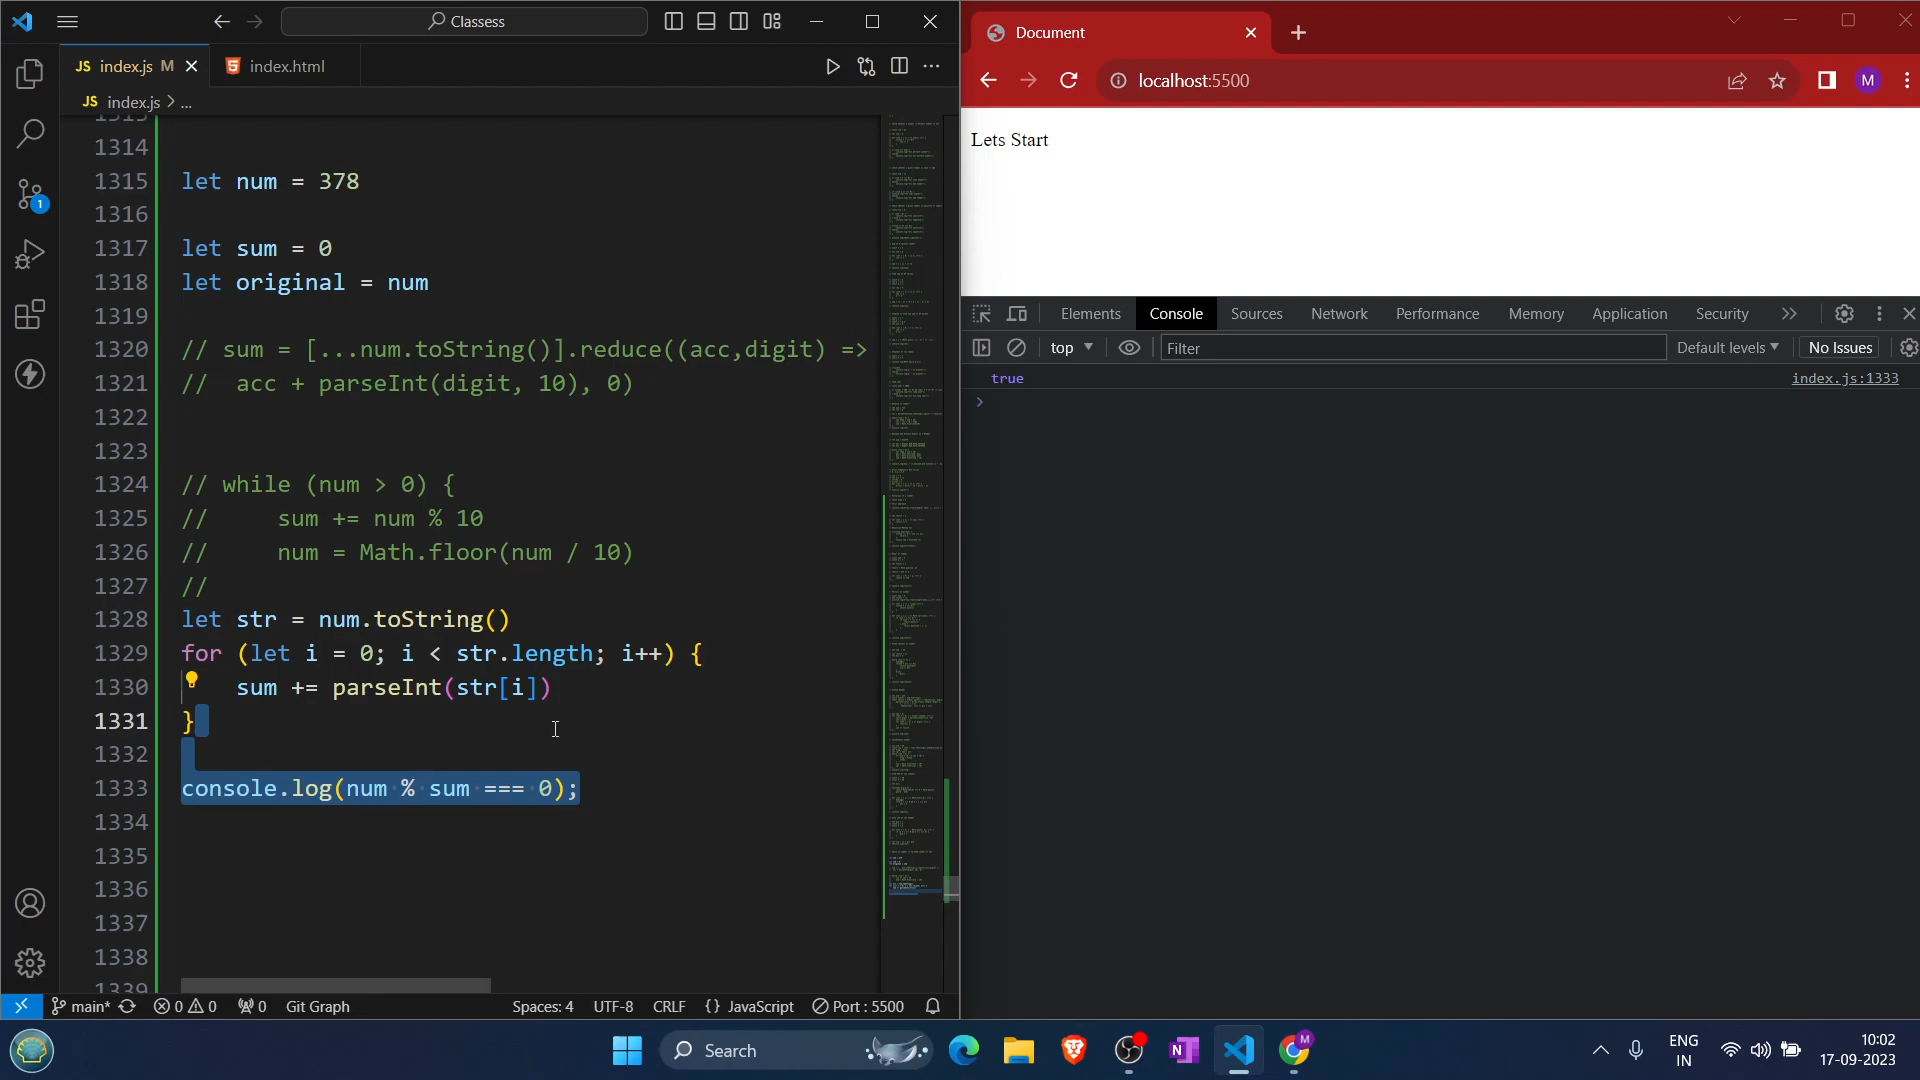 Classess
JS index.js M
index.html
JS index.js > ...
1314
1315 let num = 378
1316
1317 let sum = 0
1318 let original = num
1319
1320 // sum = [...num.toString()].reduce((acc,digit) =>
1321 //  acc + parseInt(digit, 10), 0)
1322
1323
1324 // while (num > 0) {
1325 //     sum += num % 10
1326 //     num = Math.floor(num / 10)
1327 //
1328 let str = num.toString()
1329 for (let i = 0; i < str.length; i++) {
1330     sum += parseInt(str[i])
1331 }
1332
1333 console.log(num % sum === 0);
1334
1335
1336
1337
1338
1339
1
main* 0 0 0 Git Graph Spaces: 4 UTF-8 CRLF {} JavaScript Port : 5500
Document
localhost:5500
M
Lets Start
Elements Console Sources Network Performance Memory Application Security
top Filter Default levels No Issues
true index.js:1333
Search
N
M
ENG
IN
10:02
17-09-2023